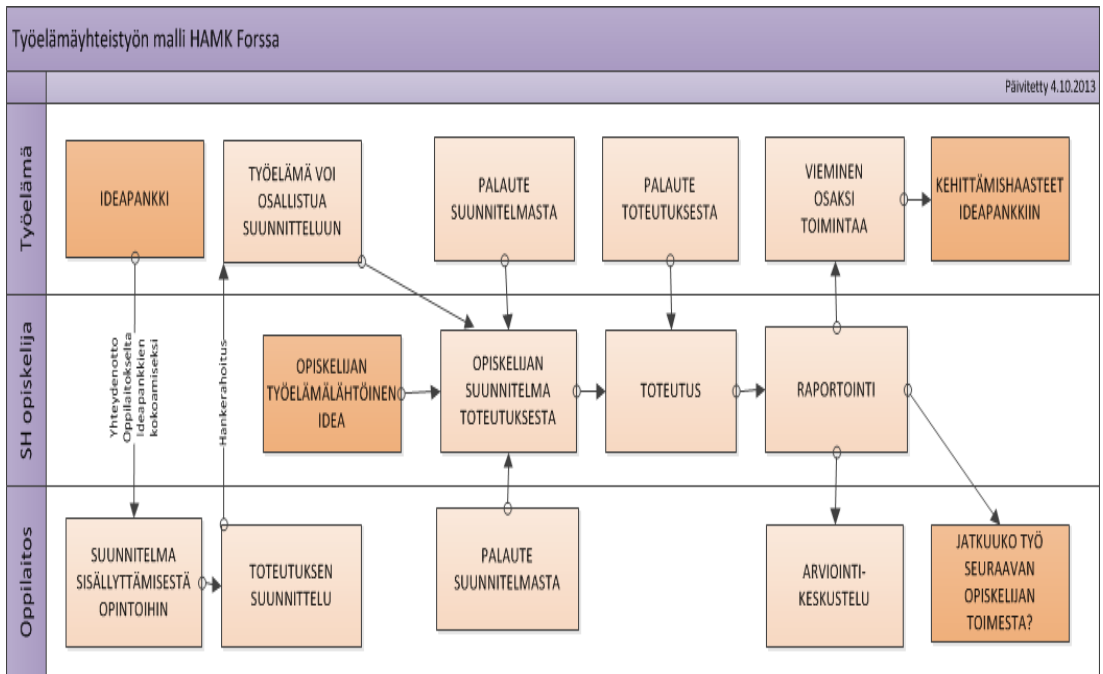 Työelämäyhteistyön malli HAMK Forssa
Päivitetty 4.10.2013
Työelämä
IDEAPANKKI
TYÖELÄMÄ VOI
OSALLISTUA
SUUNNITTELUUN
PALAUTE
SUUNNITELMASTA
PALAUTE
TOTEUTUKSESTA
VIEMINEN
OSAKSI
TOIMINTAA
KEHITTÄMISHAASTEET
IDEAPANKKIIN
Yhteydenotto
Oppilaitokselta
Ideapankkien
kokoamiseksi
Hankerahoitus
SH opiskelija
OPISKELIJAN
TYÖELÄMÄLÄHTÖINEN
IDEA
OPISKELIJAN
SUUNNITELMA
TOTEUTUKSESTA
TOTEUTUS
RAPORTOINTI
Oppilaitos
SUUNNITELMA
SISÄLLYTTÄMISESTÄ
OPINTOIHIN
TOTEUTUKSEN
SUUNNITTELU
PALAUTE
SUUNNITELMASTA
ARVIOINTI-
KESKUSTELU
JATKUUKO TYÖ
SEURAAVAN
OPISKELIJAN
TOIMESTA?